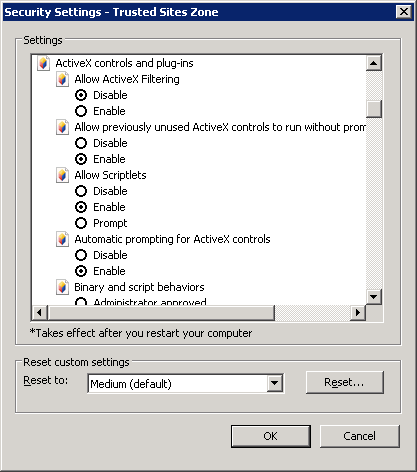 Security Settings - Trusted Sites Zone
Settings
ActiveX controls and plug-ins
Allow ActiveX Filtering
Disable
Enable
Allow previously unused ActiveX controls to run without prom
Disable
Enable
Allow Scriptlets
Disable
Enable
Prompt
Automatic prompting for ActiveX controls
Disable
Enable
Binary and script behaviors
Administrator approved
*Takes effect after you restart your computer
Reset custom settings
Reset to: Medium (default) Reset...
OK Cancel